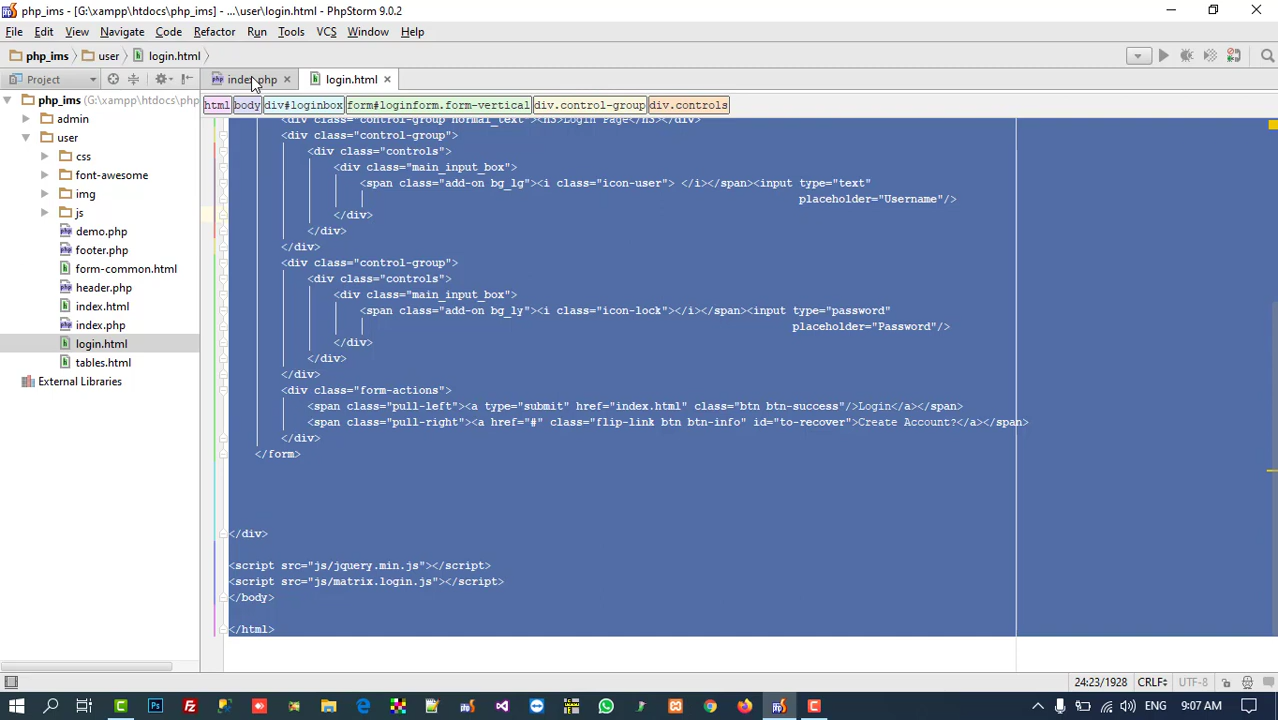 php_ims - [G:\xampp\htdocs\php_ims] - ...\user\login.html - PhpStorm 9.0.2
File Edit View Navigate Code Refactor Run Tools VCS Window Help
php_ims user login.html
Project index.php login.html
php_ims (G:\xampp\htdocs\php
html body div#loginbox form#loginform.form-vertical div.control-group div.controls
admin
user
css
font-awesome
img
js
demo.php
footer.php
form-common.html
header.php
index.html
index.php
login.html
tables.html
External Libraries
<div class="control-group normal_text"><h3>Login Page</h3></div>
<div class="control-group">
<div class="controls">
<div class="main_input_box">
<span class="add-on bg_lg"><i class="icon-user"> </i></span><input type="text"
placeholder="Username"/>
</div>
</div>
</div>
<div class="control-group">
<div class="controls">
<div class="main_input_box">
<span class="add-on bg_ly"><i class="icon-lock"></i></span><input type="password"
placeholder="Password"/>
</div>
</div>
</div>
<div class="form-actions">
<span class="pull-left"><a type="submit" href="index.html" class="btn btn-success"/>Login</a></span>
<span class="pull-right"><a href="#" class="flip-link btn btn-info" id="to-recover">Create Account?</a></span>
</div>
</form>
</div>
<script src="js/jquery.min.js"></script>
<script src="js/matrix.login.js"></script>
</body>
</html>
24:23/1928 CRLF UTF-8
ENG 9:07 AM